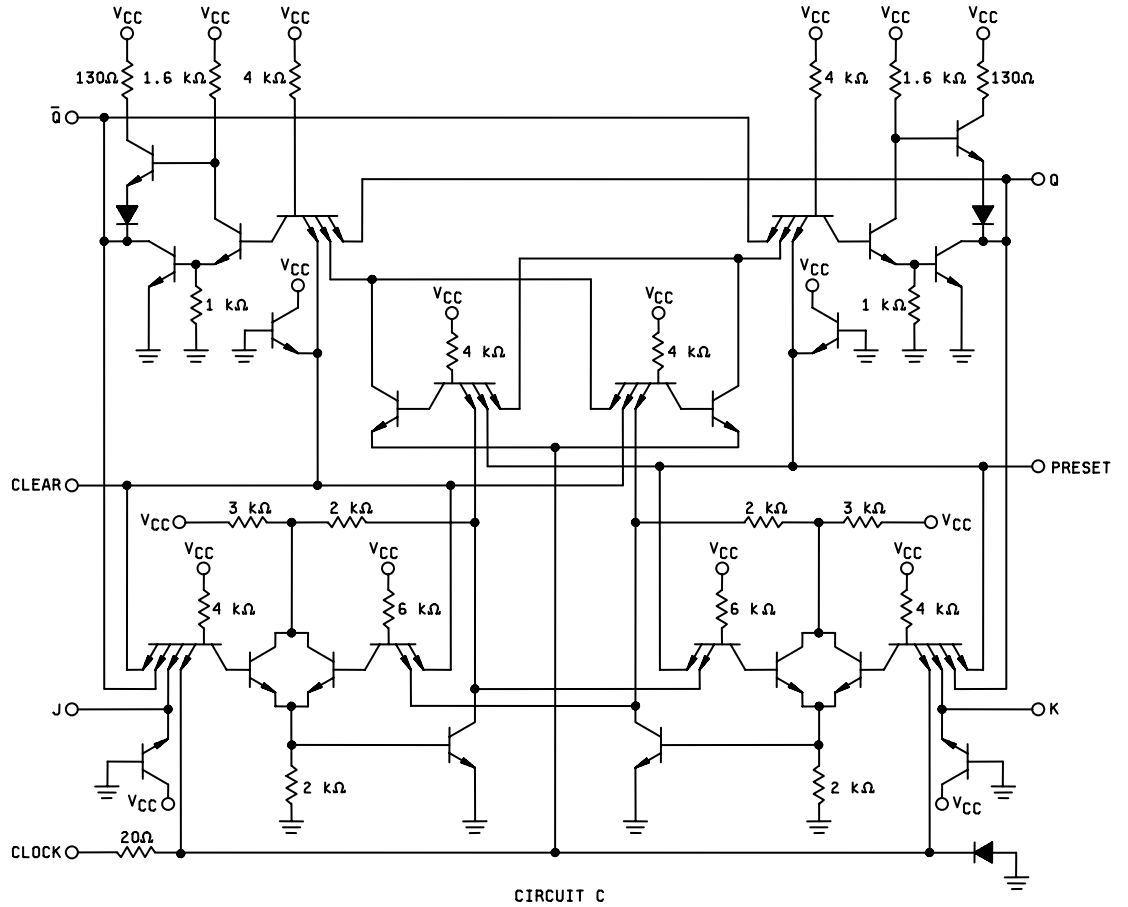 VCC VCC VCC VCC VCC VCC
130Ω 1.6 kΩ 4 kΩ 4 kΩ 1.6 kΩ 130Ω
Q̅
Q
VCC VCC
VCC VCC
1 kΩ 1 kΩ
4 kΩ 4 kΩ
PRESET
CLEAR
3 kΩ 2 kΩ 2 kΩ 3 kΩ
VCC VCC
VCC VCC VCC VCC
4 kΩ 6 kΩ 6 kΩ 4 kΩ
J K
2 kΩ 2 kΩ
VCC VCC
20Ω
CLOCK
CIRCUIT C